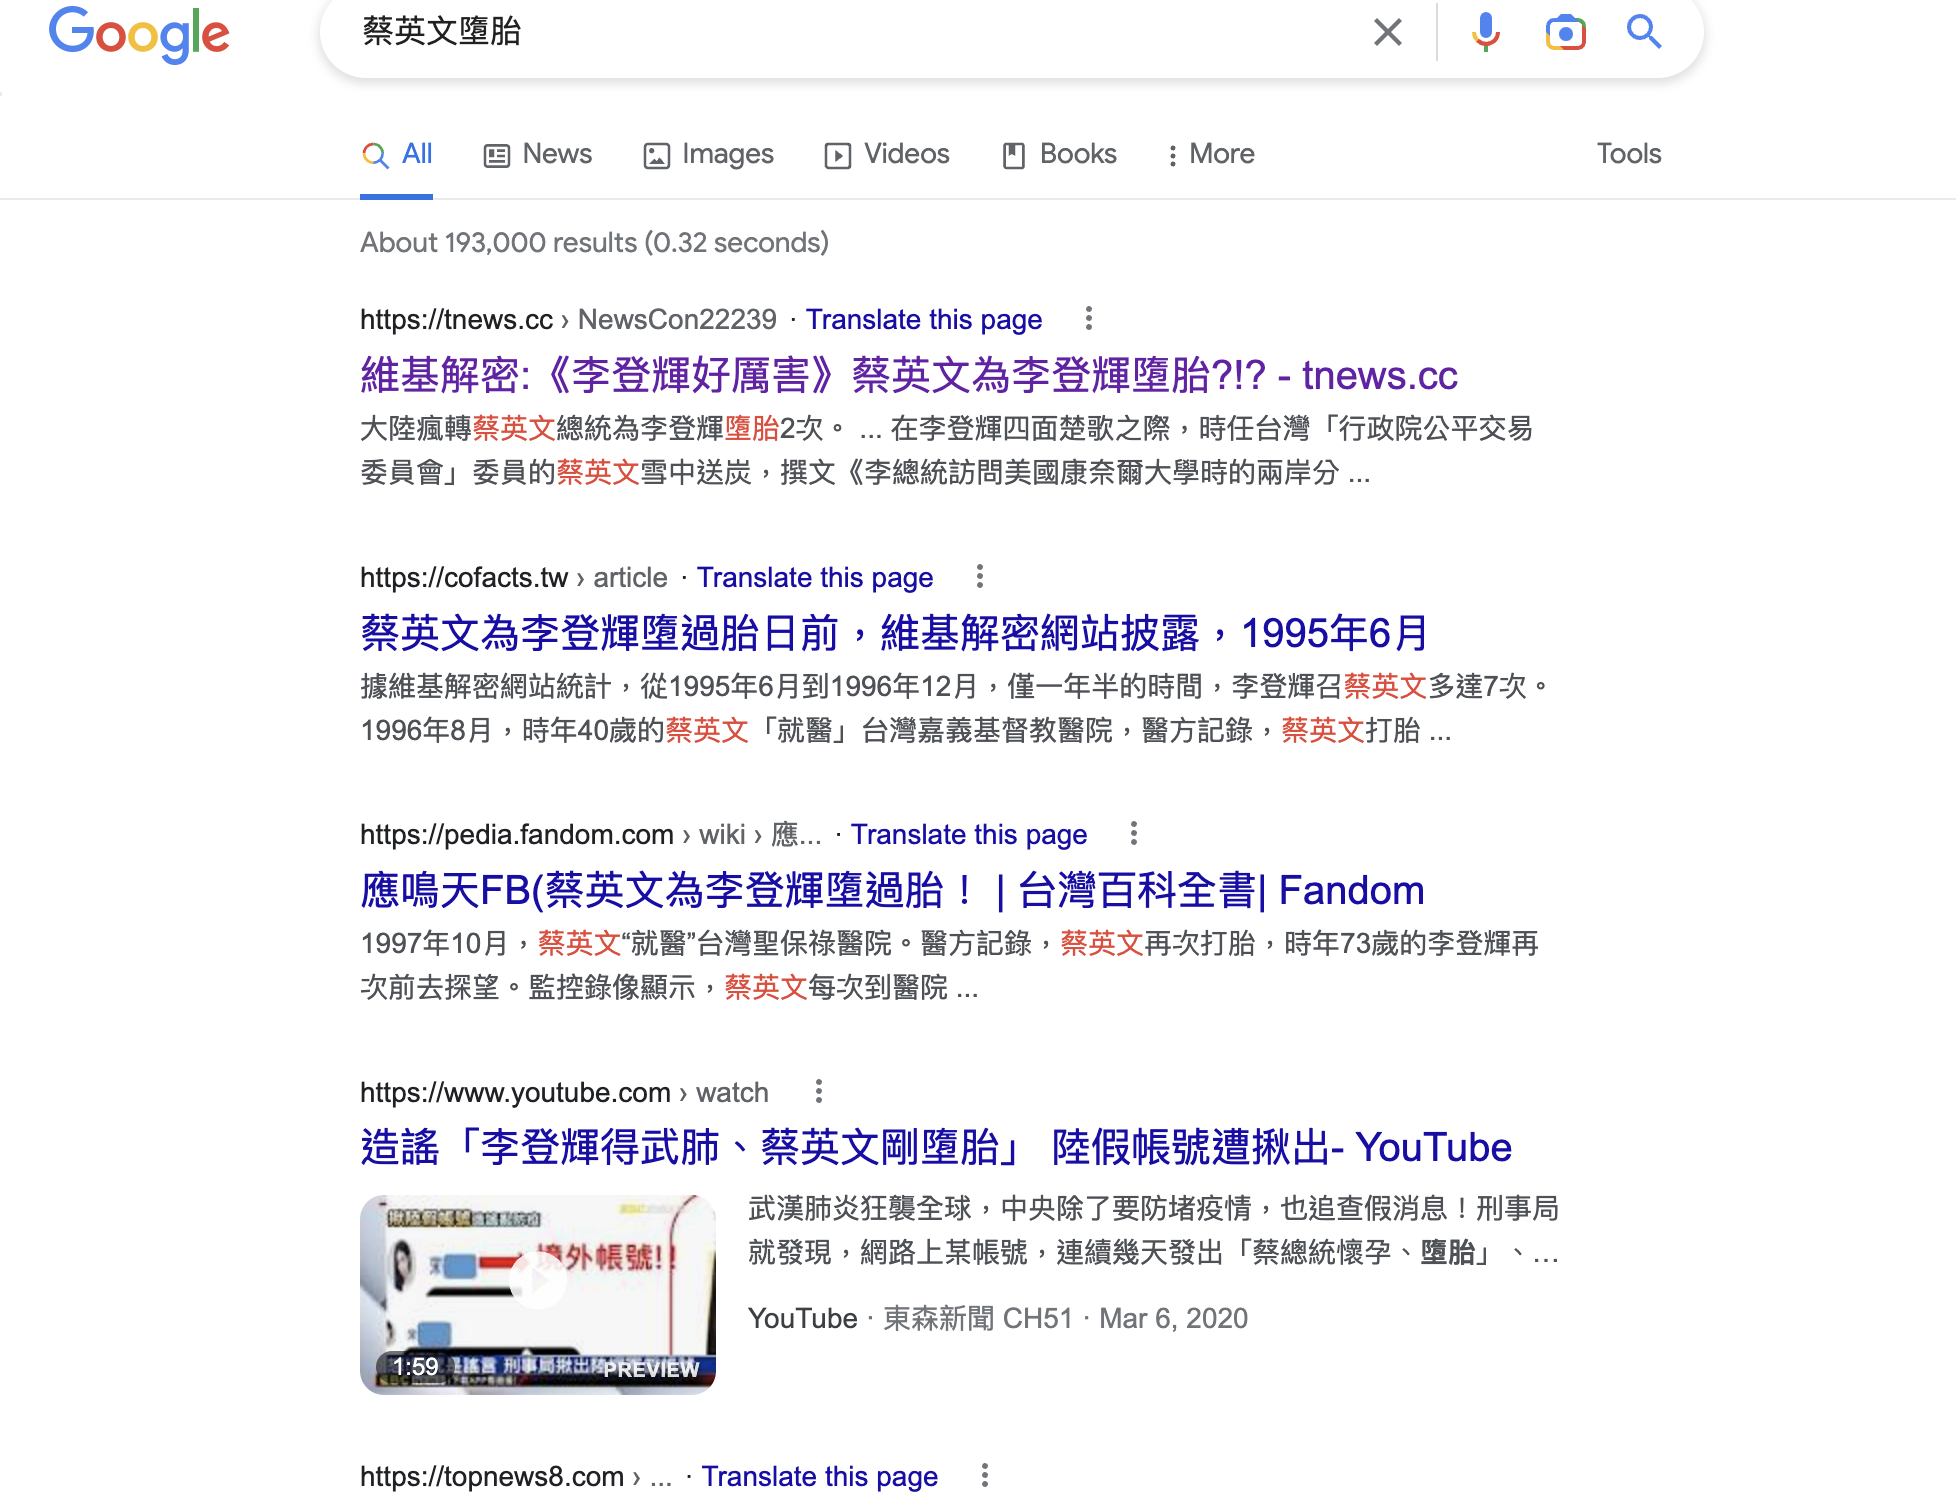 Google
蔡英文墮胎
All
News
Images
Videos
Books
More
Tools
About 193,000 results (0.32 seconds)
https://tnews.cc › NewsCon22239 · Translate this page
維基解密:《李登輝好厲害》蔡英文為李登輝墮胎?!? - tnews.cc
大陸瘋轉蔡英文總統為李登輝墮胎2次。 ... 在李登輝四面楚歌之際，時任台灣「行政院公平交易
委員會」委員的蔡英文雪中送炭，撰文《李總統訪問美國康奈爾大學時的兩岸分 ...
https://cofacts.tw › article · Translate this page
蔡英文為李登輝墮過胎日前，維基解密網站披露，1995年6月
據維基解密網站統計，從1995年6月到1996年12月，僅一年半的時間，李登輝召蔡英文多達7次。
1996年8月，時年40歲的蔡英文「就醫」台灣嘉義基督教醫院，醫方記錄，蔡英文打胎 ...
https://pedia.fandom.com › wiki › 應... · Translate this page
應鳴天FB(蔡英文為李登輝墮過胎！ | 台灣百科全書| Fandom
1997年10月，蔡英文“就醫”台灣聖保祿醫院。醫方記錄，蔡英文再次打胎，時年73歲的李登輝再
次前去探望。監控錄像顯示，蔡英文每次到醫院 ...
https://www.youtube.com › watch
造謠「李登輝得武肺、蔡英文剛墮胎」 陸假帳號遭揪出- YouTube
境外帳號!!
1:59
PREVIEW
武漢肺炎狂襲全球，中央除了要防堵疫情，也追查假消息！刑事局
就發現，網路上某帳號，連續幾天發出「蔡總統懷孕、墮胎」、...
YouTube · 東森新聞 CH51 · Mar 6, 2020
https://topnews8.com › ... · Translate this page